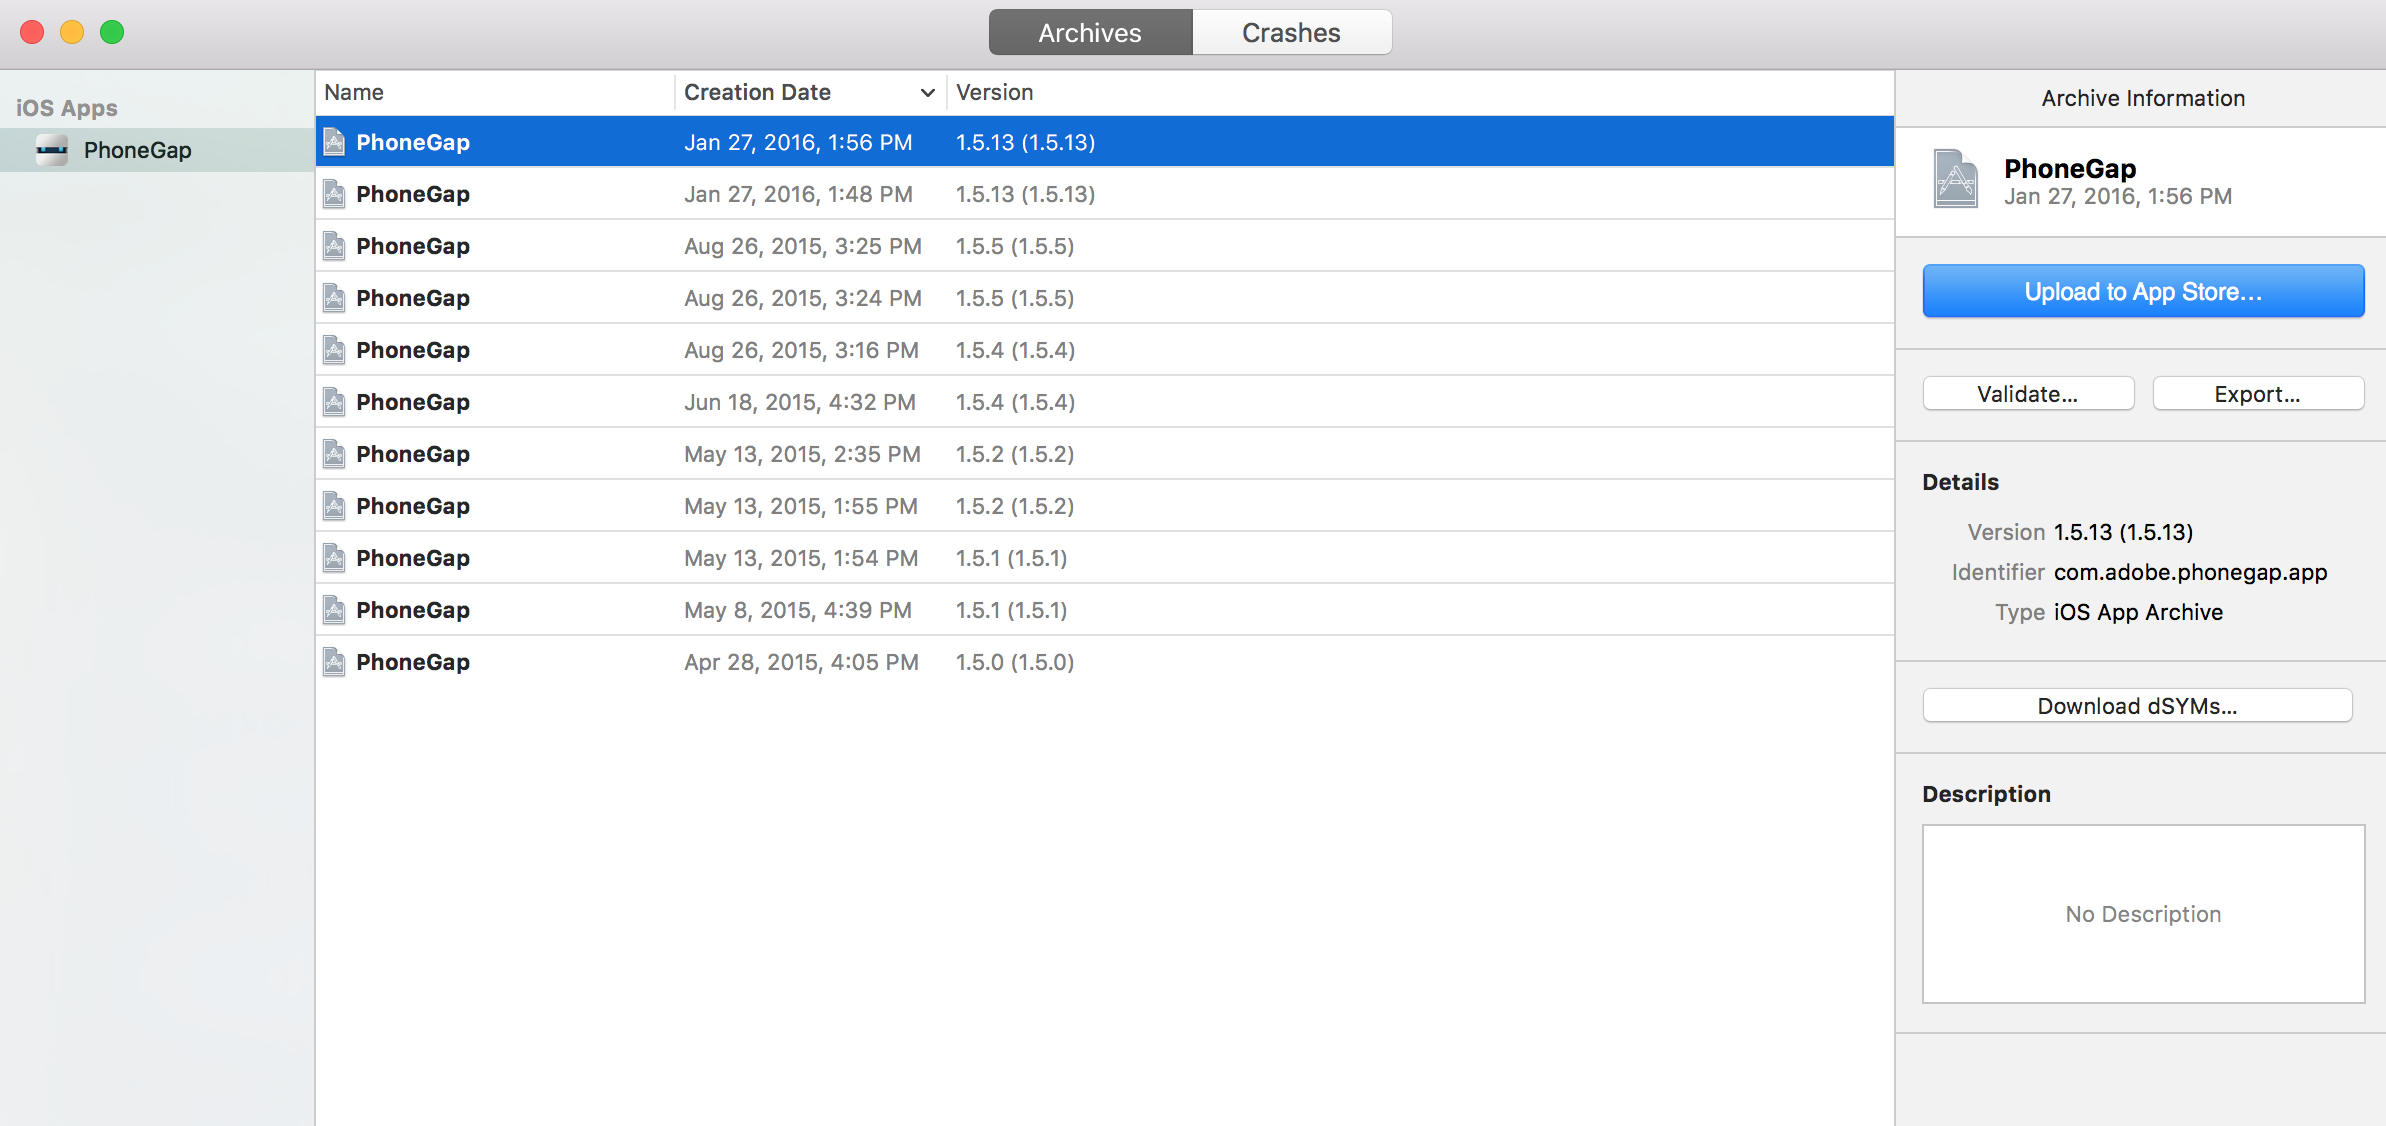 Archives Crashes
iOS Apps
PhoneGap
Name Creation Date Version
PhoneGap Jan 27, 2016, 1:56 PM 1.5.13 (1.5.13)
PhoneGap Jan 27, 2016, 1:48 PM 1.5.13 (1.5.13)
PhoneGap Aug 26, 2015, 3:25 PM 1.5.5 (1.5.5)
PhoneGap Aug 26, 2015, 3:24 PM 1.5.5 (1.5.5)
PhoneGap Aug 26, 2015, 3:16 PM 1.5.4 (1.5.4)
PhoneGap Jun 18, 2015, 4:32 PM 1.5.4 (1.5.4)
PhoneGap May 13, 2015, 2:35 PM 1.5.2 (1.5.2)
PhoneGap May 13, 2015, 1:55 PM 1.5.2 (1.5.2)
PhoneGap May 13, 2015, 1:54 PM 1.5.1 (1.5.1)
PhoneGap May 8, 2015, 4:39 PM 1.5.1 (1.5.1)
PhoneGap Apr 28, 2015, 4:05 PM 1.5.0 (1.5.0)
Archive Information
PhoneGap
Jan 27, 2016, 1:56 PM
Upload to App Store...
Validate... Export...
Details
Version 1.5.13 (1.5.13)
Identifier com.adobe.phonegap.app
Type iOS App Archive
Download dSYMs...
Description
No Description